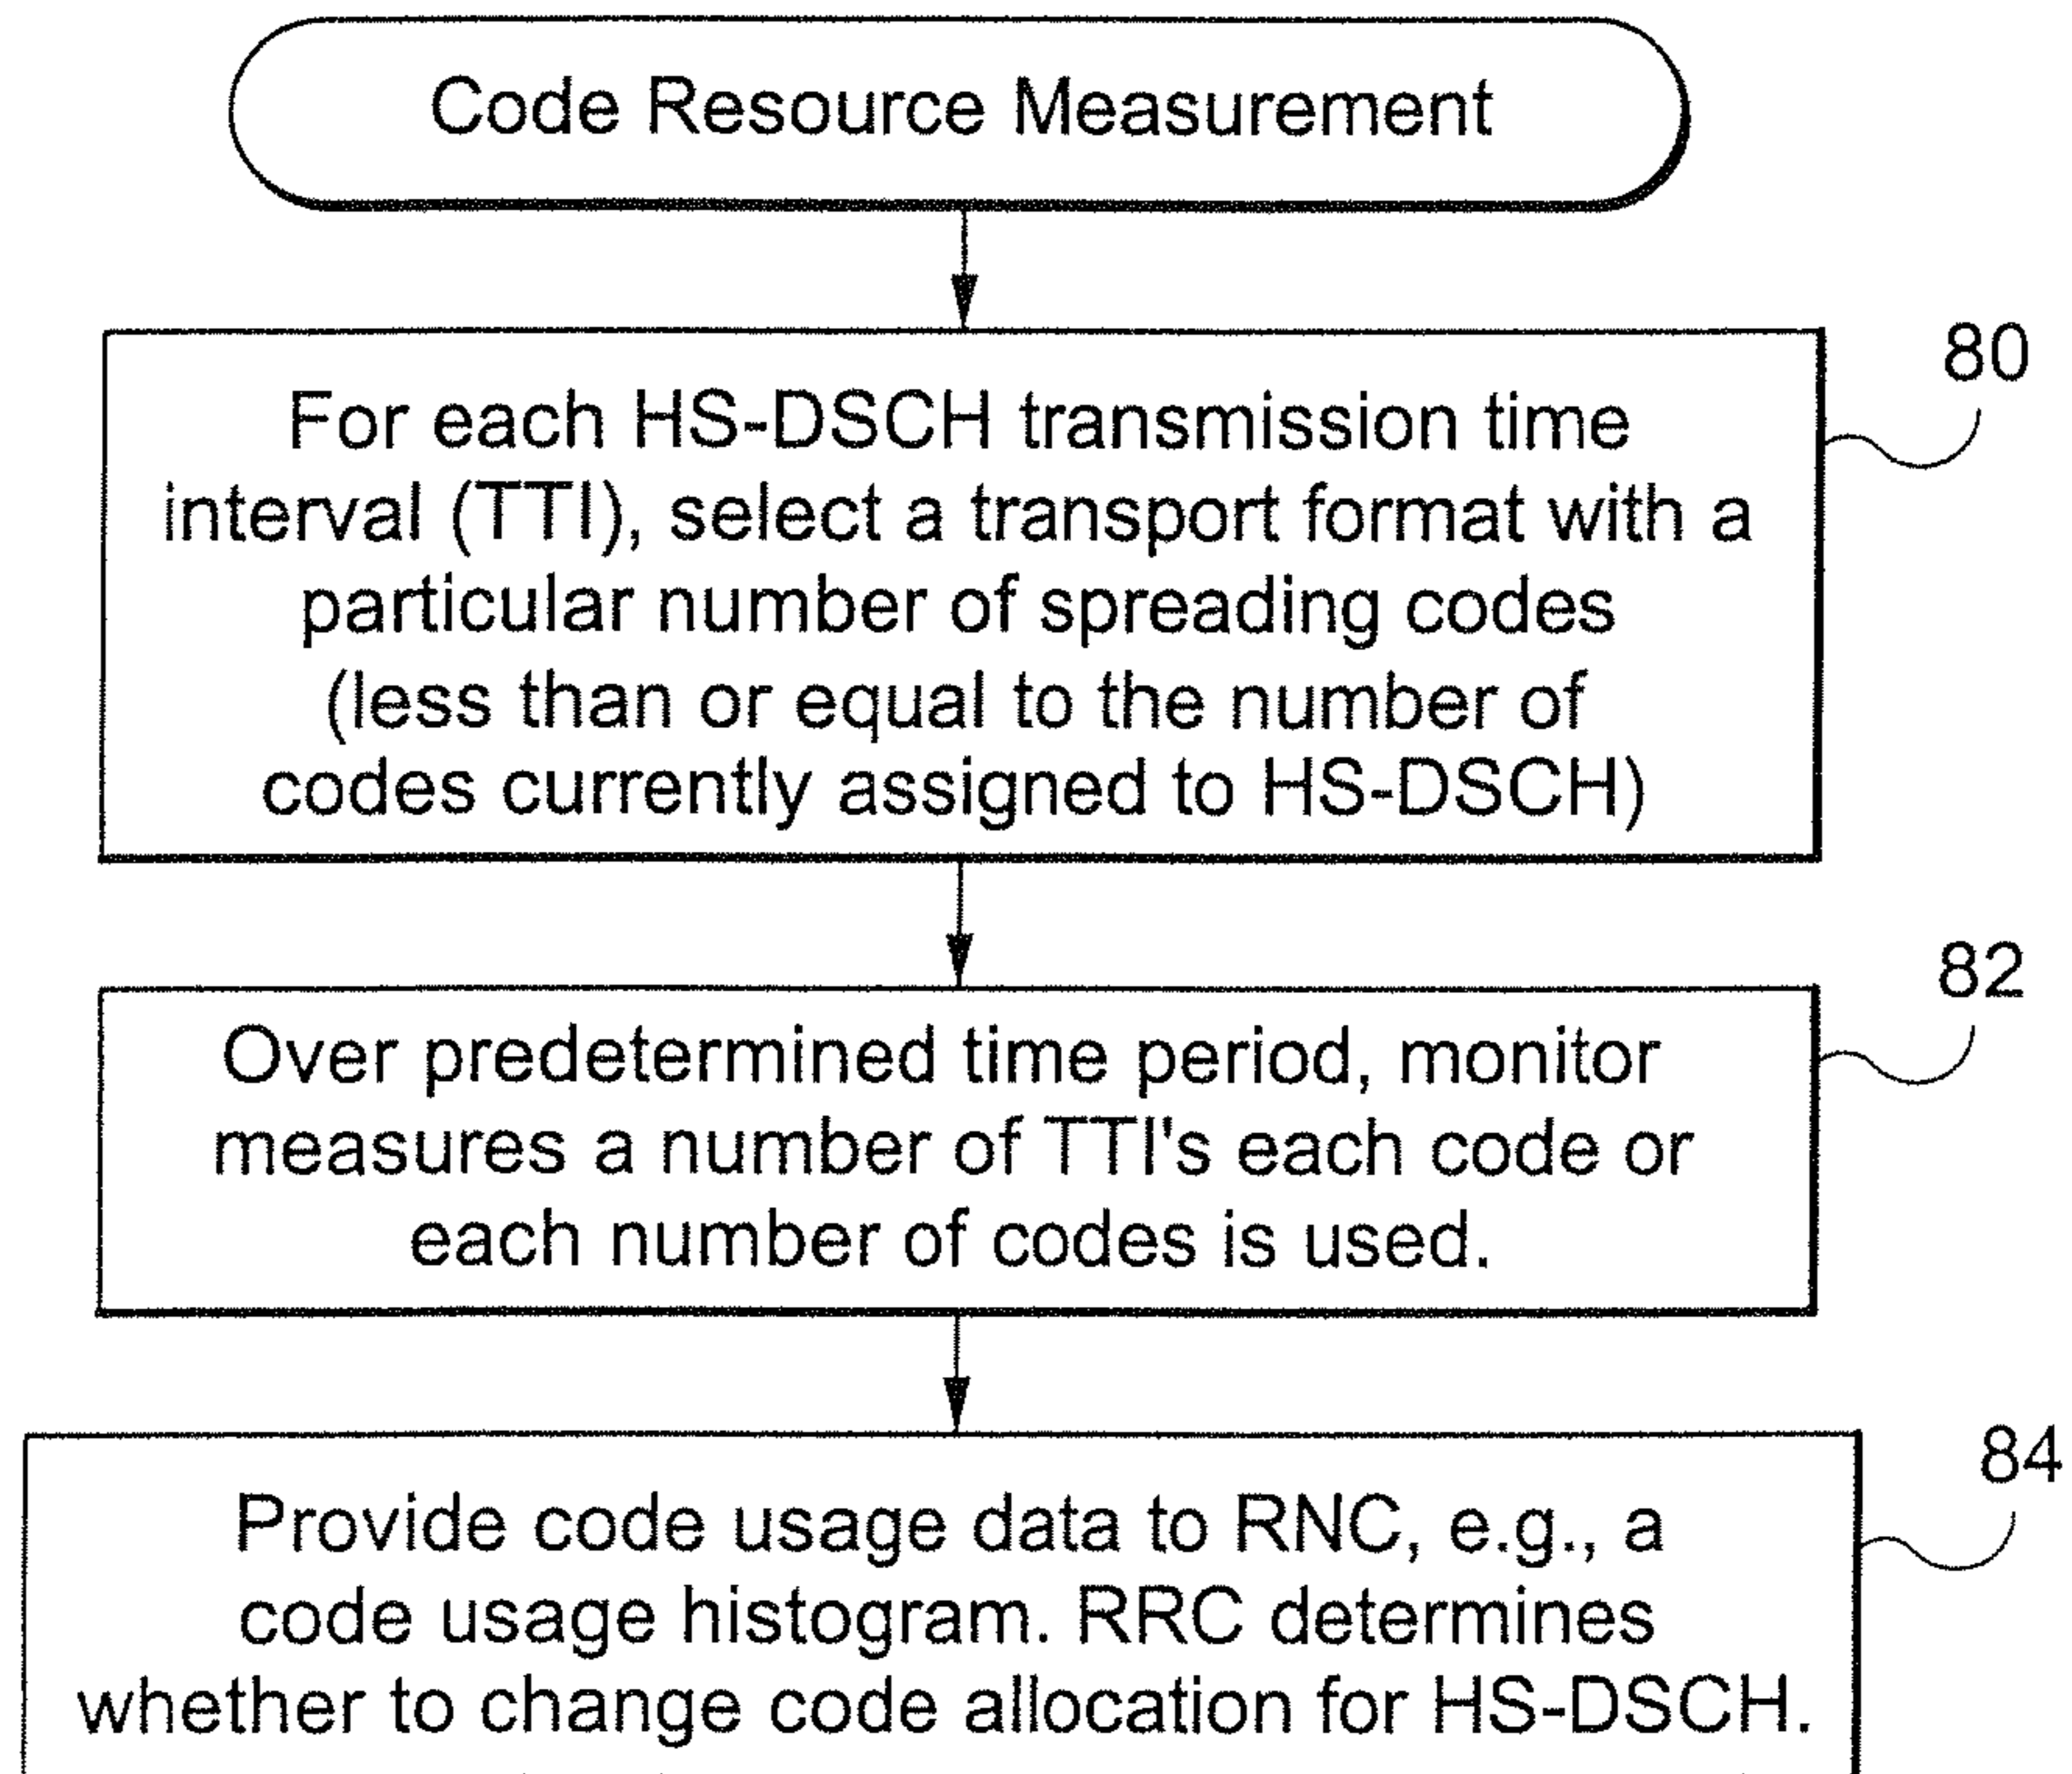 Code Resource Measurement
80
For each HS-DSCH transmission time
interval (TTI), select a transport format with a
particular number of spreading codes
(less than or equal to the number of
codes currently assigned to HS-DSCH)
82
Over predetermined time period, monitor
measures a number of TTI's each code or
each number of codes is used.
84
Provide code usage data to RNC, e.g., a
code usage histogram. RRC determines
whether to change code allocation for HS-DSCH.